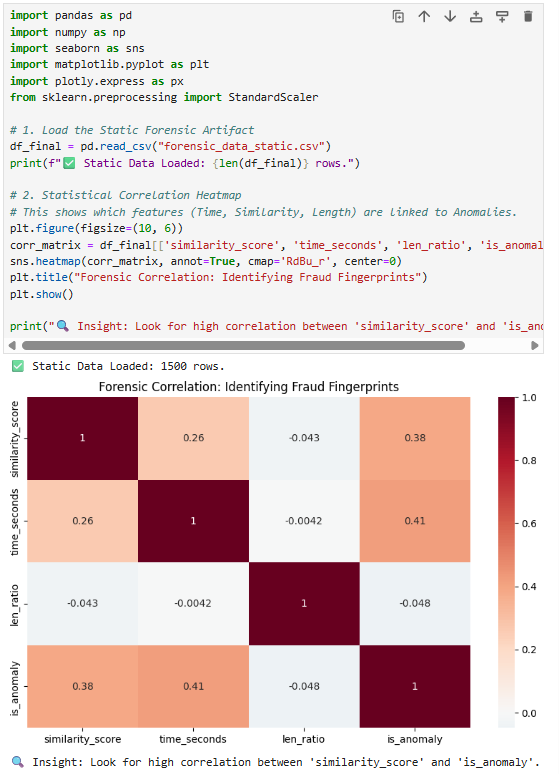 import pandas as pd
import numpy as np
import seaborn as sns
import matplotlib.pyplot as plt
import plotly.express as px
from sklearn.preprocessing import StandardScaler
# 1. Load the Static Forensic Artifact
df_final = pd.read_csv("forensic_data_static.csv")
print(f"✅ Static Data Loaded: {len(df_final)} rows.")
# 2. Statistical Correlation Heatmap
# This shows which features (Time, Similarity, Length) are linked to Anomalies.
plt.figure(figsize=(10, 6))
corr_matrix = df_final[['similarity_score', 'time_seconds', 'len_ratio', 'is_anomal
sns.heatmap(corr_matrix, annot=True, cmap='RdBu_r', center=0)
plt.title("Forensic Correlation: Identifying Fraud Fingerprints")
plt.show()
print("🔍 Insight: Look for high correlation between 'similarity_score' and 'is_ano
✅ Static Data Loaded: 1500 rows.
Forensic Correlation: Identifying Fraud Fingerprints
similarity_score 1 0.26 -0.043 0.38
time_seconds 0.26 1 -0.0042 0.41
len_ratio -0.043 -0.0042 1 -0.048
is_anomaly 0.38 0.41 -0.048 1
similarity_score time_seconds len_ratio is_anomaly
1.0
0.8
0.6
0.4
0.2
0.0
🔍 Insight: Look for high correlation between 'similarity_score' and 'is_anomaly'.